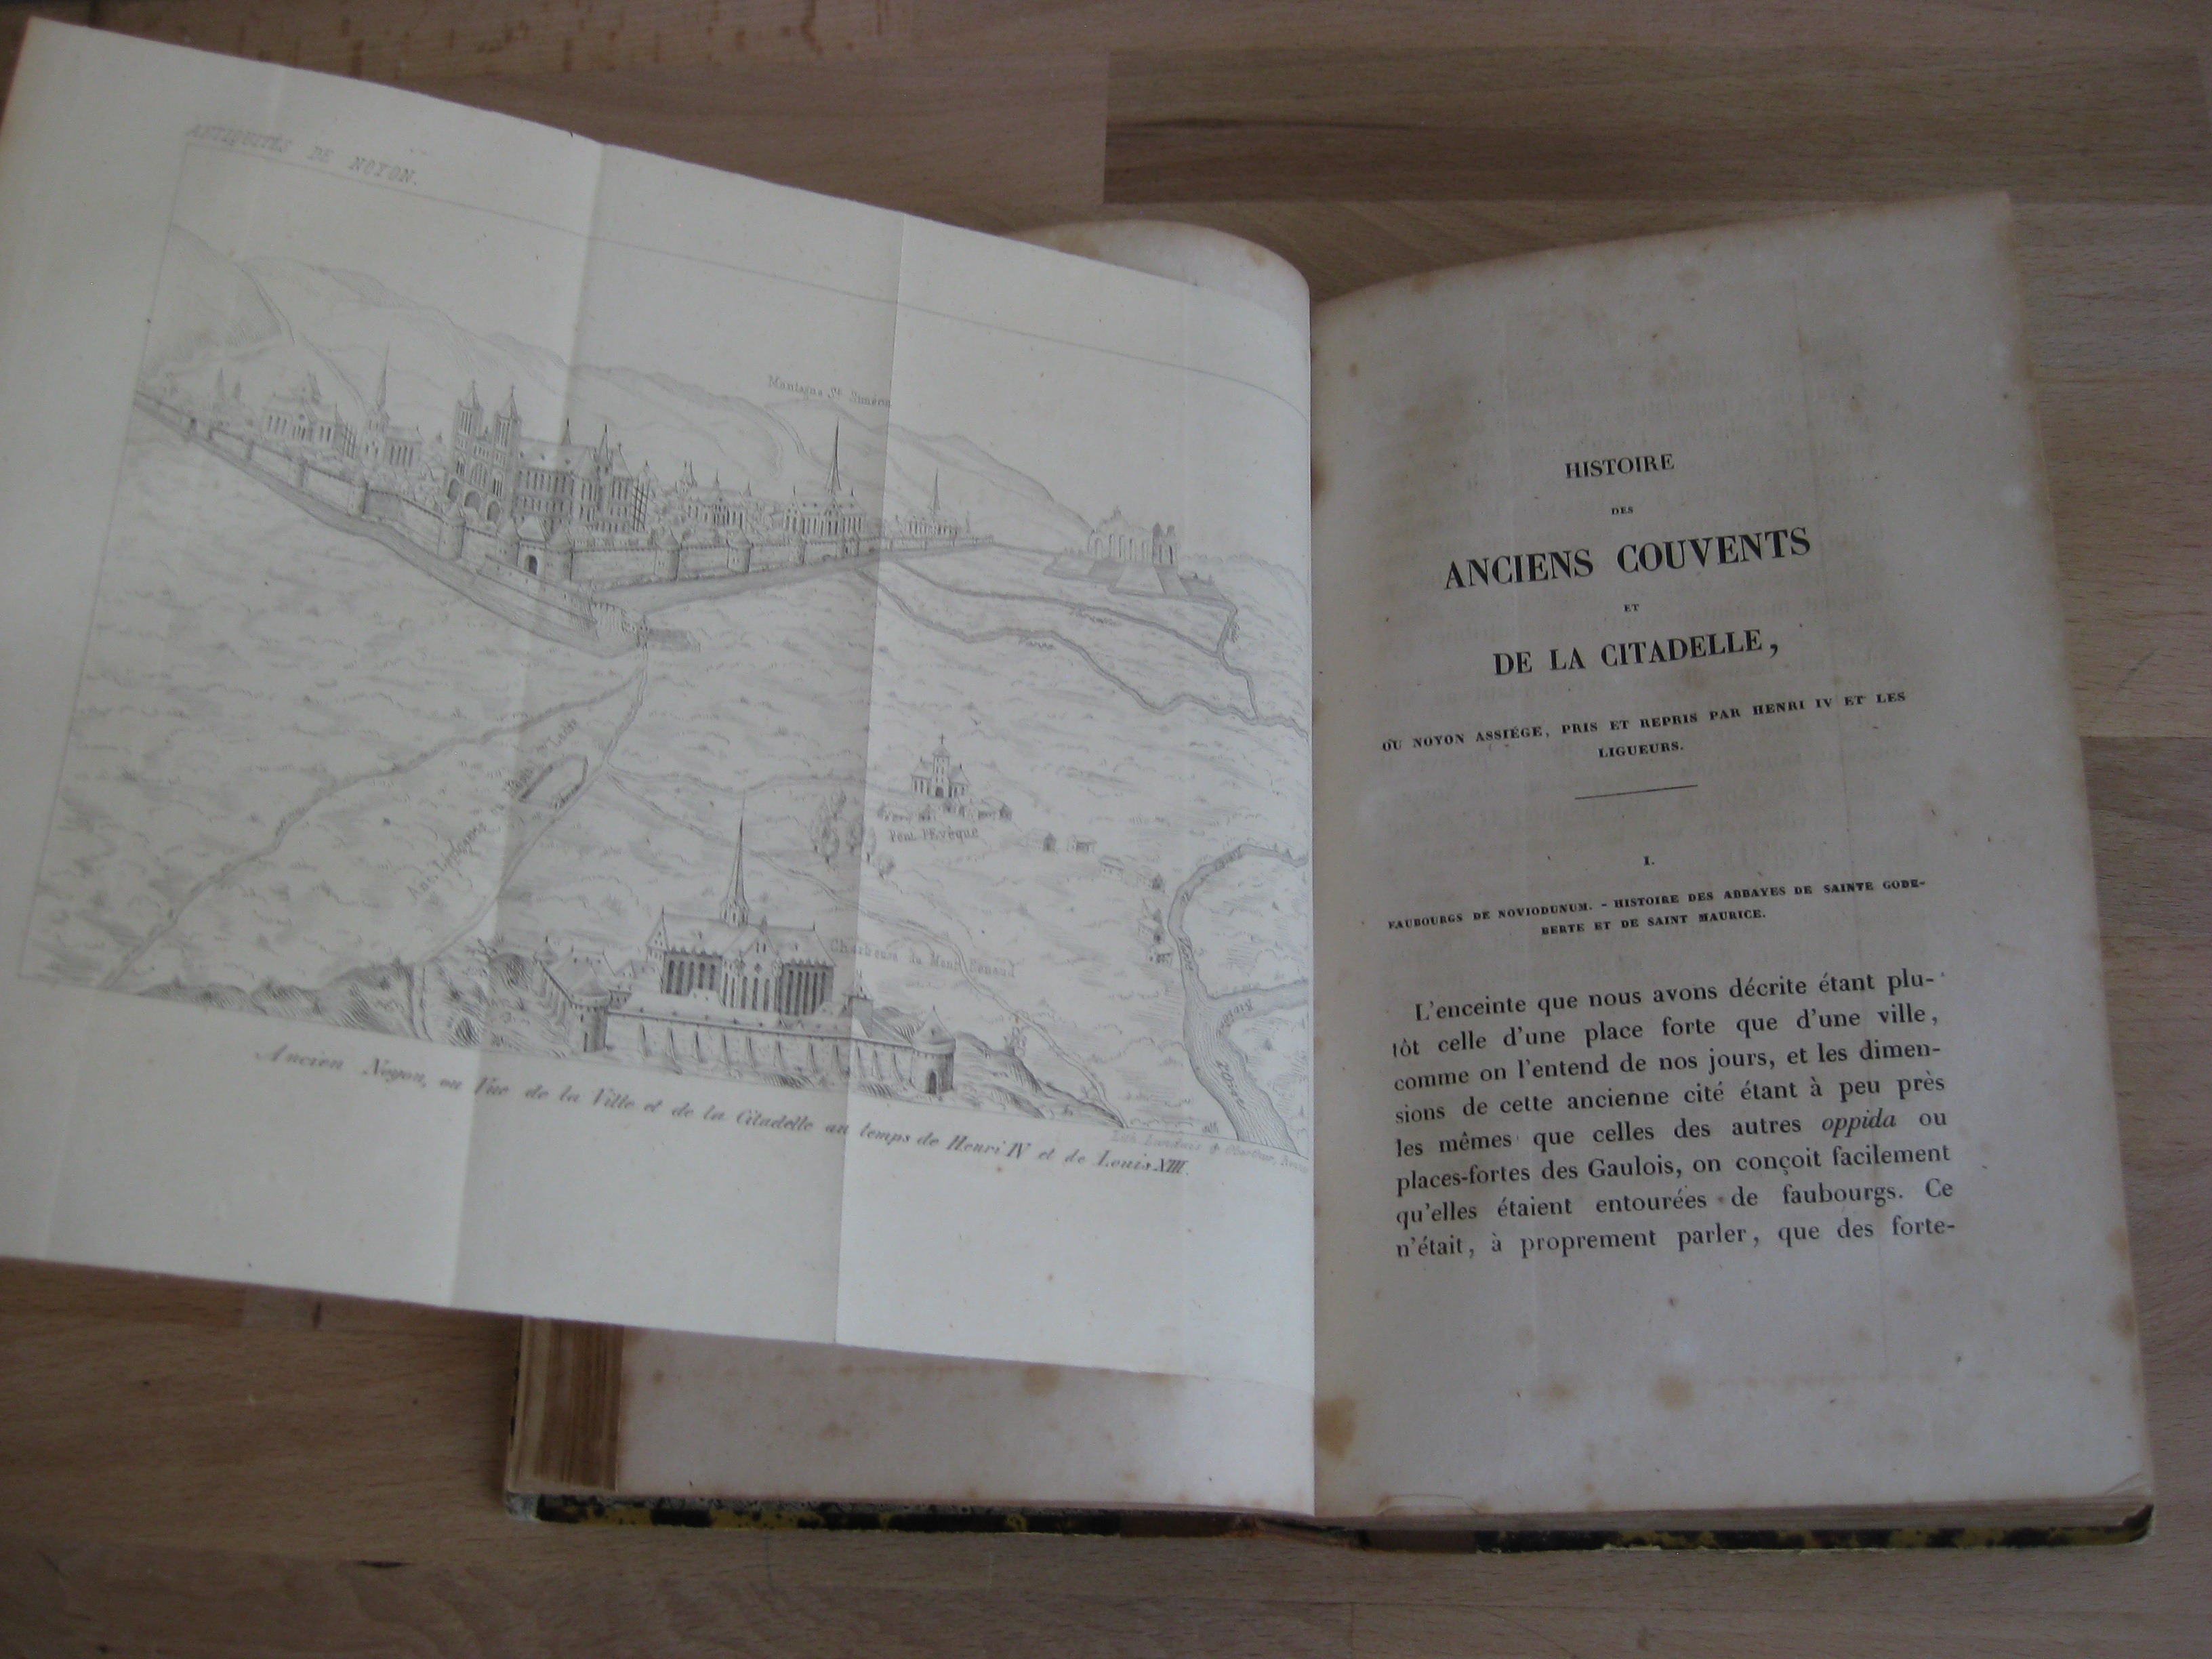 ANTIQUITÉS DE NOYON.
Montagne St Siméon
Pont l'Evêque
Chartreuse du Mont Renaud
Oise
Ancien Noyon, ou Vue de la Ville et de la Citadelle au temps de Henri IV et de Louis XIII.
HISTOIRE
DES
ANCIENS COUVENTS
ET
DE LA CITADELLE,
OU NOYON ASSIÉGÉ, PRIS ET REPRIS PAR HENRI IV ET LES
LIGUEURS.
I.
FAUBOURGS DE NOVIODUNUM. - HISTOIRE DES ABBAYES DE SAINTE GODE-
BERTE ET DE SAINT MAURICE.
L'enceinte que nous avons décrite étant plu-
tôt celle d'une place forte que d'une ville,
comme on l'entend de nos jours, et les dimen-
sions de cette ancienne cité étant à peu près
les mêmes que celles des autres oppida ou
places-fortes des Gaulois, on conçoit facilement
qu'elles étaient entourées de faubourgs. Ce
n'était, à proprement parler, que des forte-